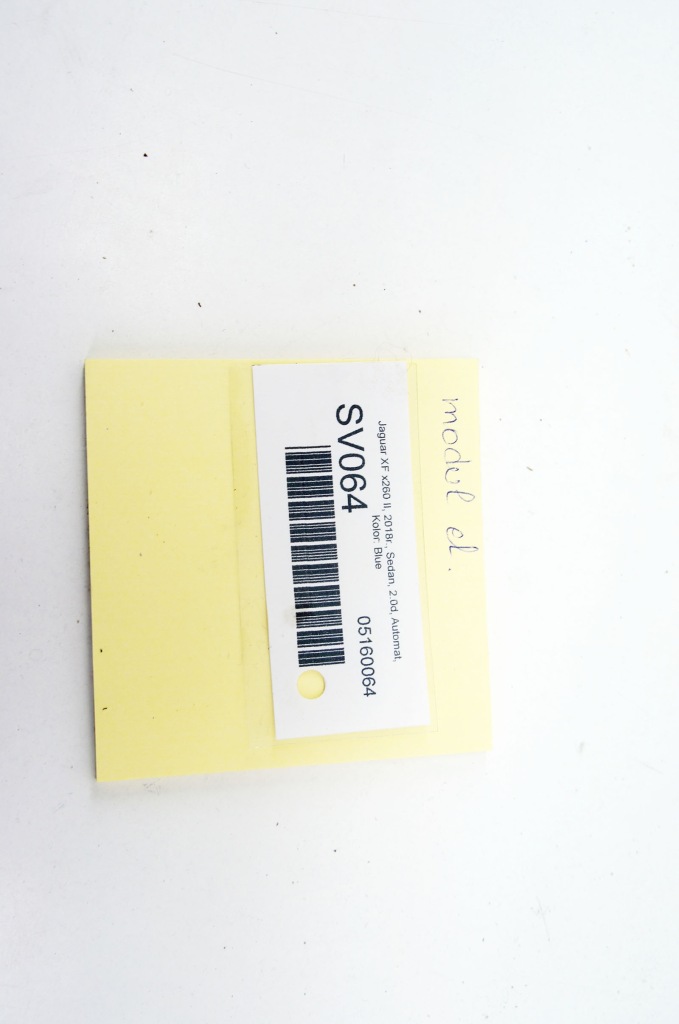 modul el.
Jaguar XF x260 II, 2018r., Sedan, 2.0d, Automat,
Kolor: Blue
SV064
05160064